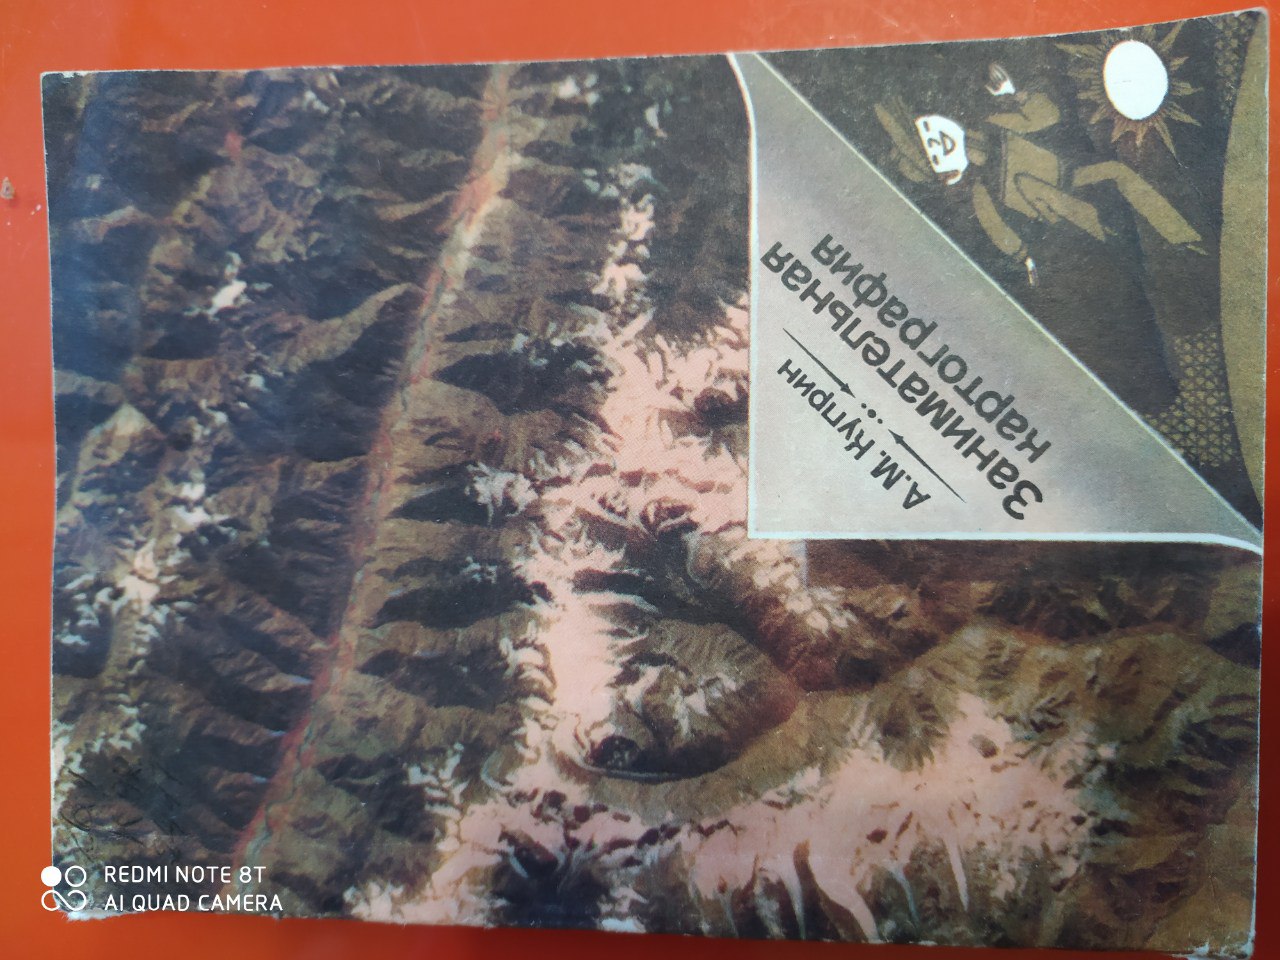 А.М. Куприн
Занимательная
картография
REDMI NOTE 8T
AI QUAD CAMERA